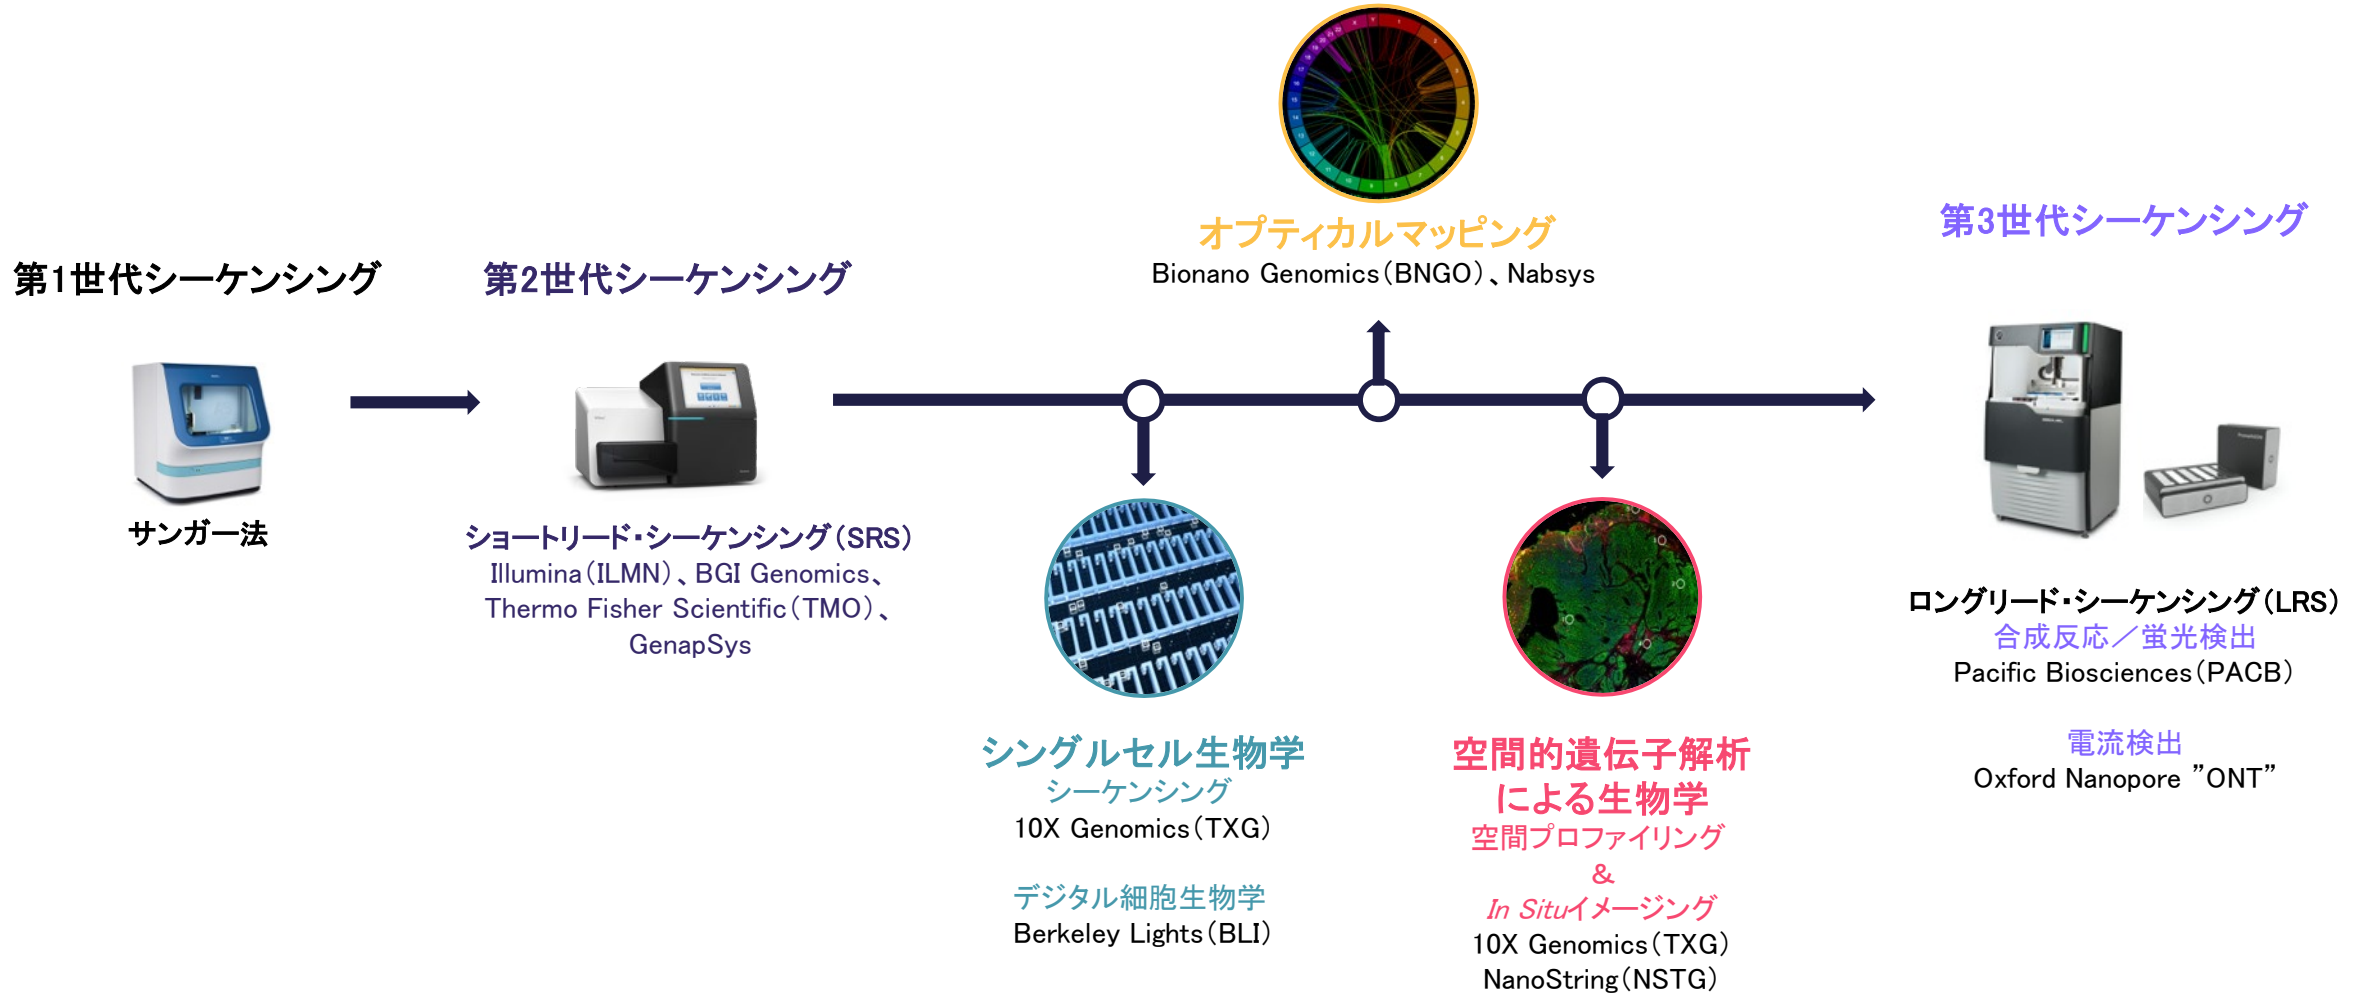 第1世代シーケンシング
サンガー法
第2世代シーケンシング
ショートリード・シーケンシング（SRS）
Illumina（ILMN）、BGI Genomics、
Thermo Fisher Scientific（TMO）、
GenapSys
オプティカルマッピング
Bionano Genomics（BNGO）、Nabsys
シングルセル生物学
シーケンシング
10X Genomics（TXG）
デジタル細胞生物学
Berkeley Lights（BLI）
空間的遺伝子解析
による生物学
空間プロファイリング
&
In Situイメージング
10X Genomics（TXG）
NanoString（NSTG）
第3世代シーケンシング
ロングリード・シーケンシング（LRS）
合成反応／蛍光検出
Pacific Biosciences（PACB）
電流検出
Oxford Nanopore ”ONT”